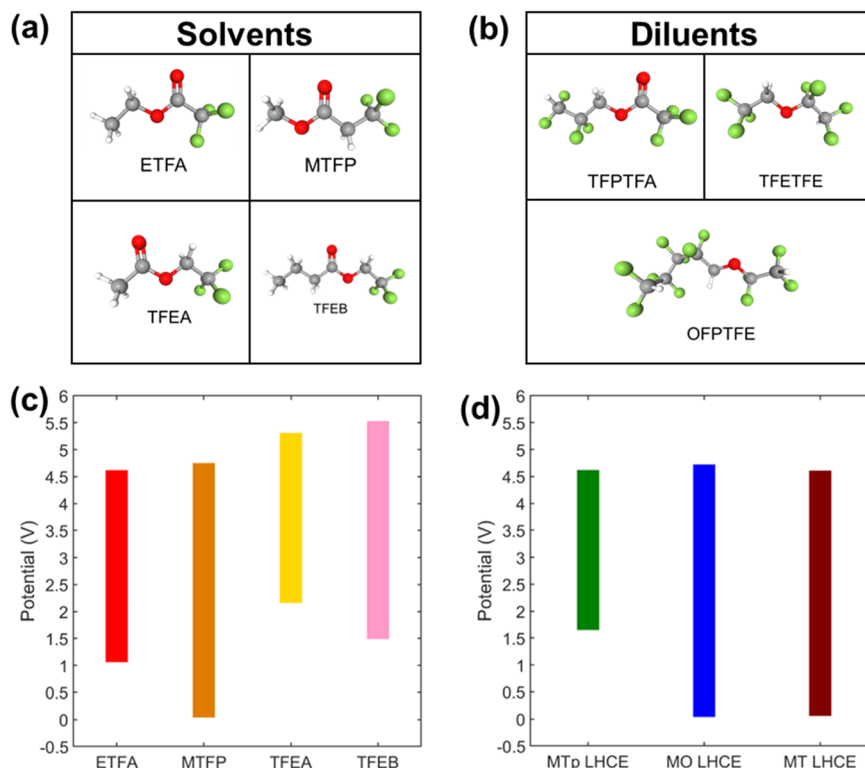 (a)
Solvents
ETFA
MTFP
TFEA
TFEB
(b)
Diluents
TFPTFA
TFETFE
OFPTFE
(c)
6
5.5
5
4.5
4
3.5
3
2.5
2
1.5
1
0.5
0
-0.5
Potential (V)
ETFA MTFP TFEA TFEB
(d)
6
5.5
5
4.5
4
3.5
3
2.5
2
1.5
1
0.5
0
-0.5
Potential (V)
MTp LHCE MO LHCE MT LHCE